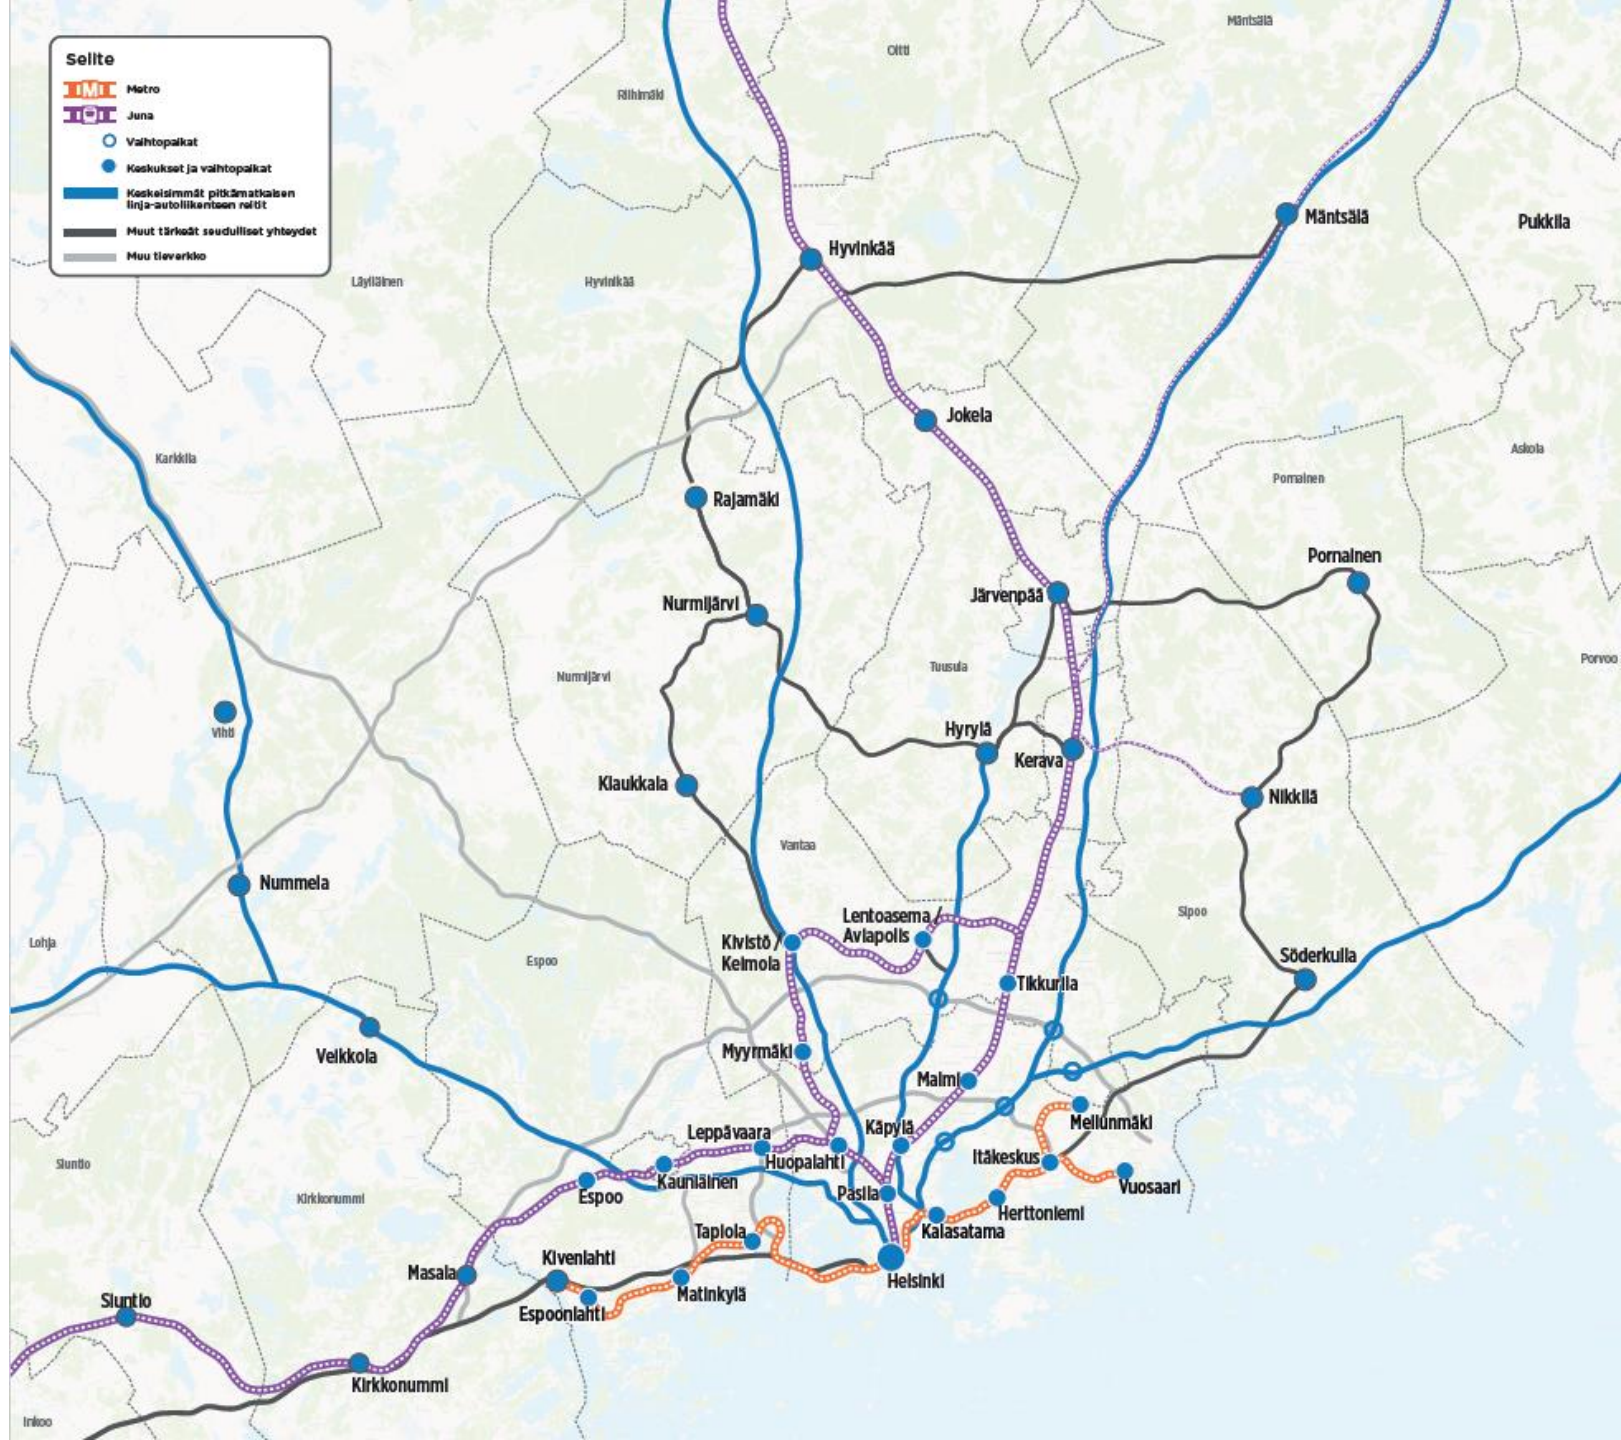 Selite
Metro
Juna
Vaihtopaikat
Keskukset ja vaihtopaikat
Keskeisimmät pitkämatkaisen
linja-autoliikenteen reitit
Muut tärkeät seudulliset yhteydet
Muu tieverkko
Mäntsälä
Oitti
Riihimäki
Mäntsälä
Pukkila
Hyvinkää
Läyliäinen
Hyvinkää
Jokela
Askola
Karkkila
Pornainen
Rajamäki
Pornainen
Järvenpää
Nurmijärvi
Porvoo
Tuusula
Nurmijärvi
Vihti
Hyrylä
Kerava
Klaukkala
Nikkilä
Vantaa
Nummela
Lentoasema /
Aviapolis
Sipoo
Lohja
Kivistö /
Keimola
Espoo
Söderkulla
Tikkurila
Veikkola
Myyrmäki
Malmi
Mellunmäki
Käpylä
Leppävaara
Huopalahti
Itäkeskus
Siuntio
Kauniainen
Vuosaari
Kirkkonummi
Espoo
Pasila
Herttoniemi
Tapiola
Kalasatama
Kivenlahti
Masala
Helsinki
Matinkylä
Siuntio
Espoonlahti
Kirkkonummi
Inkoo